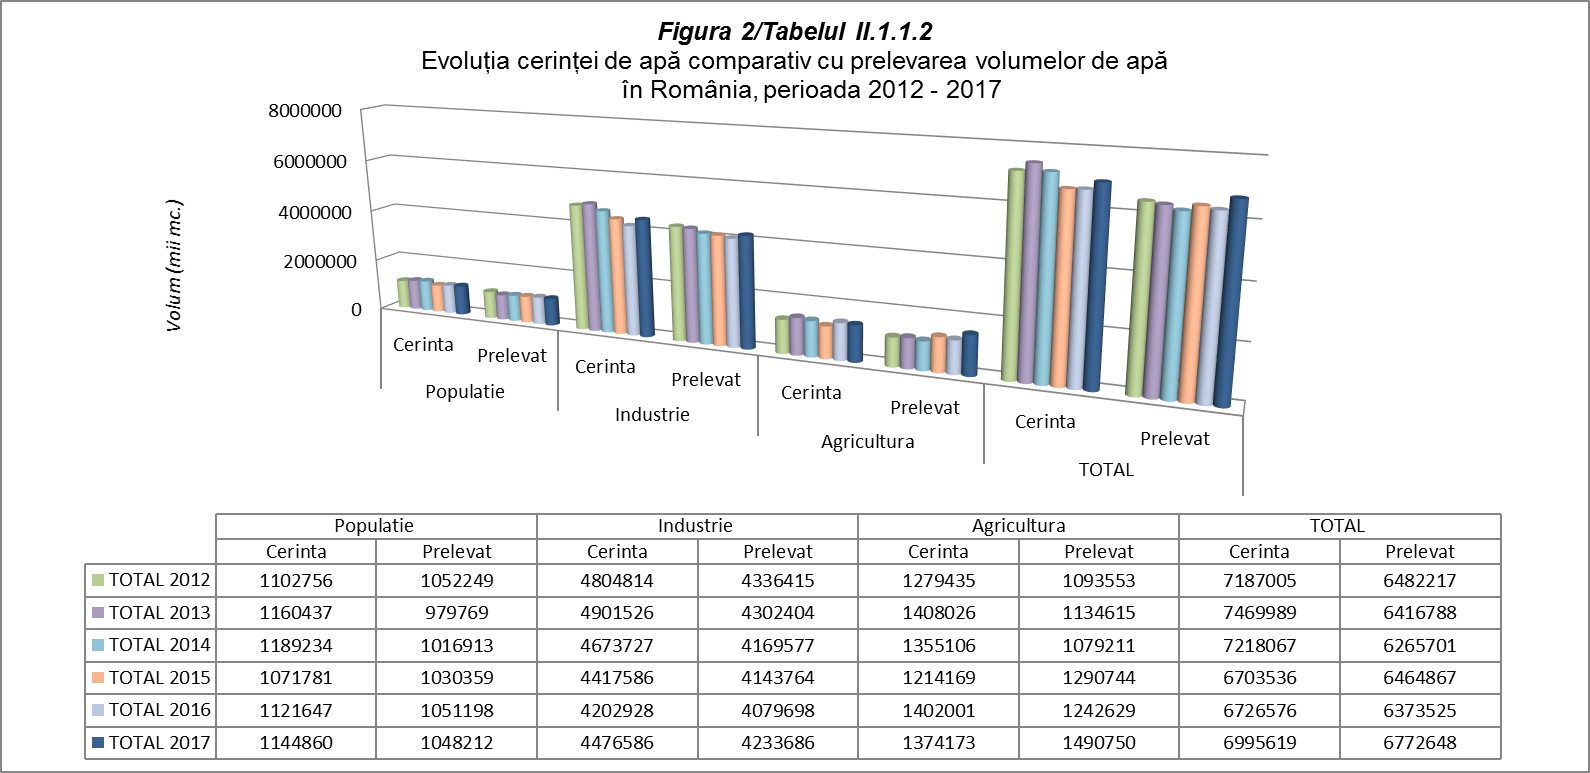 Figura 2/Tabelul II.1.1.2
Evoluția cerinței de apă comparativ cu prelevarea volumelor de apă
în România, perioada 2012 - 2017
8000000
6000000
4000000
2000000
0
Volum (mii mc.)
Cerinta Prelevat Cerinta Prelevat Cerinta Prelevat Cerinta Prelevat
Populatie Industrie Agricultura TOTAL
Populatie Industrie Agricultura TOTAL
Cerinta Prelevat Cerinta Prelevat Cerinta Prelevat Cerinta Prelevat
TOTAL 2012 1102756 1052249 4804814 4336415 1279435 1093553 7187005 6482217
TOTAL 2013 1160437 979769 4901526 4302404 1408026 1134615 7469989 6416788
TOTAL 2014 1189234 1016913 4673727 4169577 1355106 1079211 7218067 6265701
TOTAL 2015 1071781 1030359 4417586 4143764 1214169 1290744 6703536 6464867
TOTAL 2016 1121647 1051198 4202928 4079698 1402001 1242629 6726576 6373525
TOTAL 2017 1144860 1048212 4476586 4233686 1374173 1490750 6995619 6772648